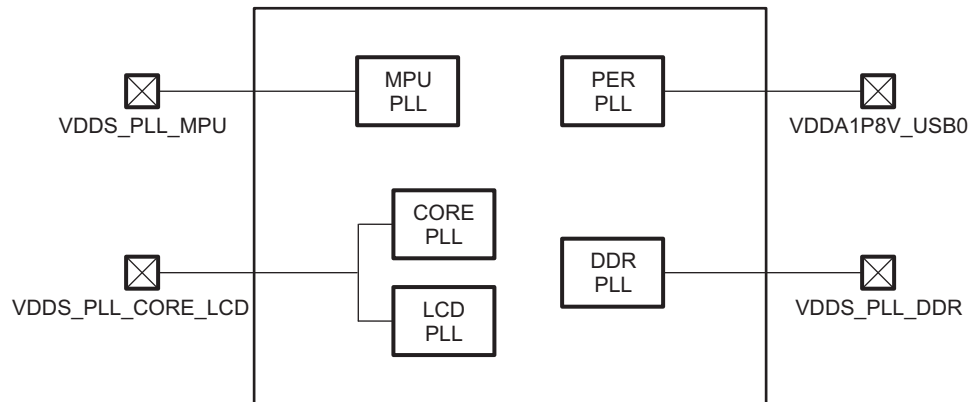 MPU
PLL
PER
PLL
VDDS_PLL_MPU
VDDA1P8V_USB0
CORE
PLL
DDR
PLL
LCD
PLL
VDDS_PLL_CORE_LCD
VDDS_PLL_DDR